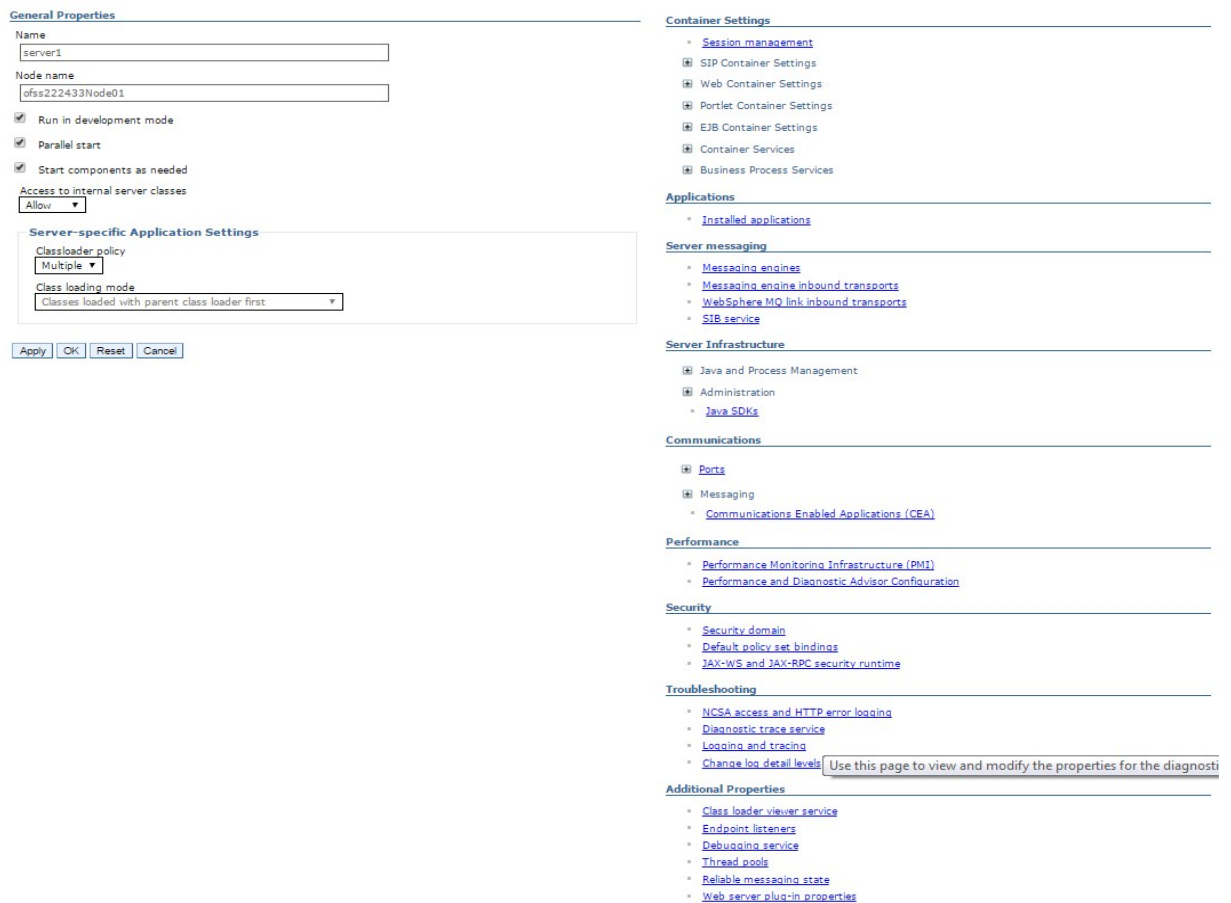 General Properties
Name
server1
Node name
ofss222433Node01
Run in development mode
Parallel start
Start components as needed
Access to internal server classes
Allow
Server-specific Application Settings
Classloader policy
Multiple
Class loading mode
Classes loaded with parent class loader first
Apply OK Reset Cancel
Container Settings
Session management
SIP Container Settings
Web Container Settings
Portlet Container Settings
EJB Container Settings
Container Services
Business Process Services
Applications
Installed applications
Server messaging
Messaging engines
Messaging engine inbound transports
WebSphere MQ link inbound transports
SIB service
Server Infrastructure
Java and Process Management
Administration
Java SDKs
Communications
Ports
Messaging
Communications Enabled Applications (CEA)
Performance
Performance Monitoring Infrastructure (PMI)
Performance and Diagnostic Advisor Configuration
Security
Security domain
Default policy set bindings
JAX-WS and JAX-RPC security runtime
Troubleshooting
NCSA access and HTTP error logging
Diagnostic trace service
Logging and tracing
Change log detail levels Use this page to view and modify the properties for the diagnosti
Additional Properties
Class loader viewer service
Endpoint listeners
Debugging service
Thread pools
Reliable messaging state
Web server plug-in properties